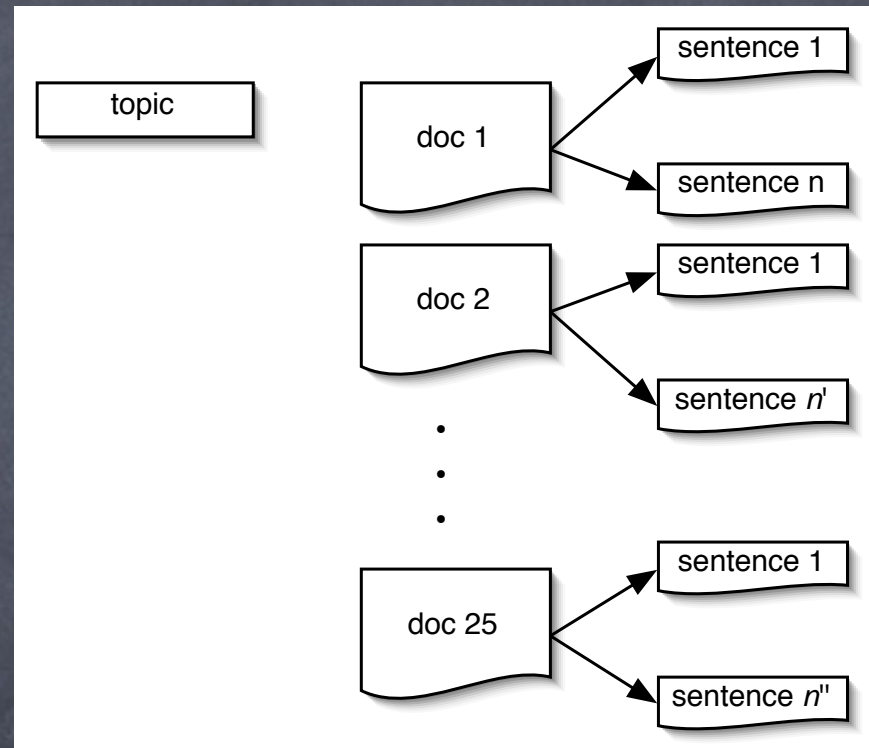 topic
doc 1
sentence 1
sentence n
doc 2
sentence 1
sentence n'
.
.
.
doc 25
sentence 1
sentence n"